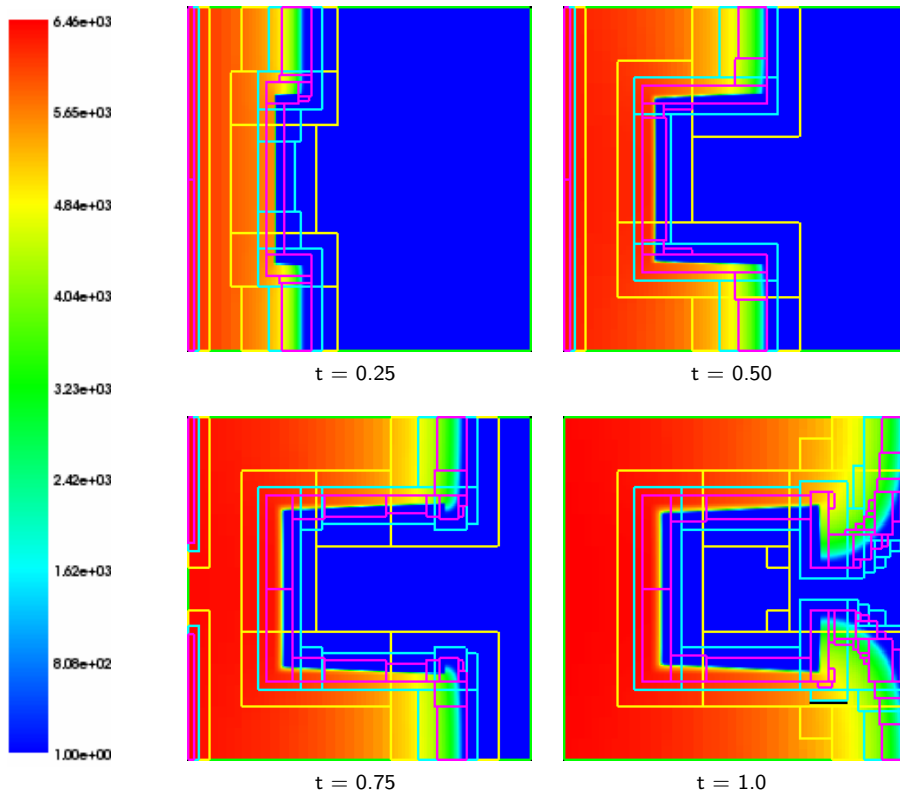 6.46e+03
5.65e+03
4.84e+03
4.04e+03
3.23e+03
2.42e+03
1.62e+03
8.08e+02
1.00e+00
t = 0.25
t = 0.50
t = 0.75
t = 1.0